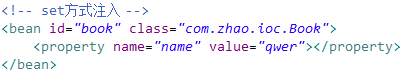 <!-- set方式注入 -->
<bean id="book" class="com.zhao.ioc.Book">
    <property name="name" value="qwer"></property>
</bean>